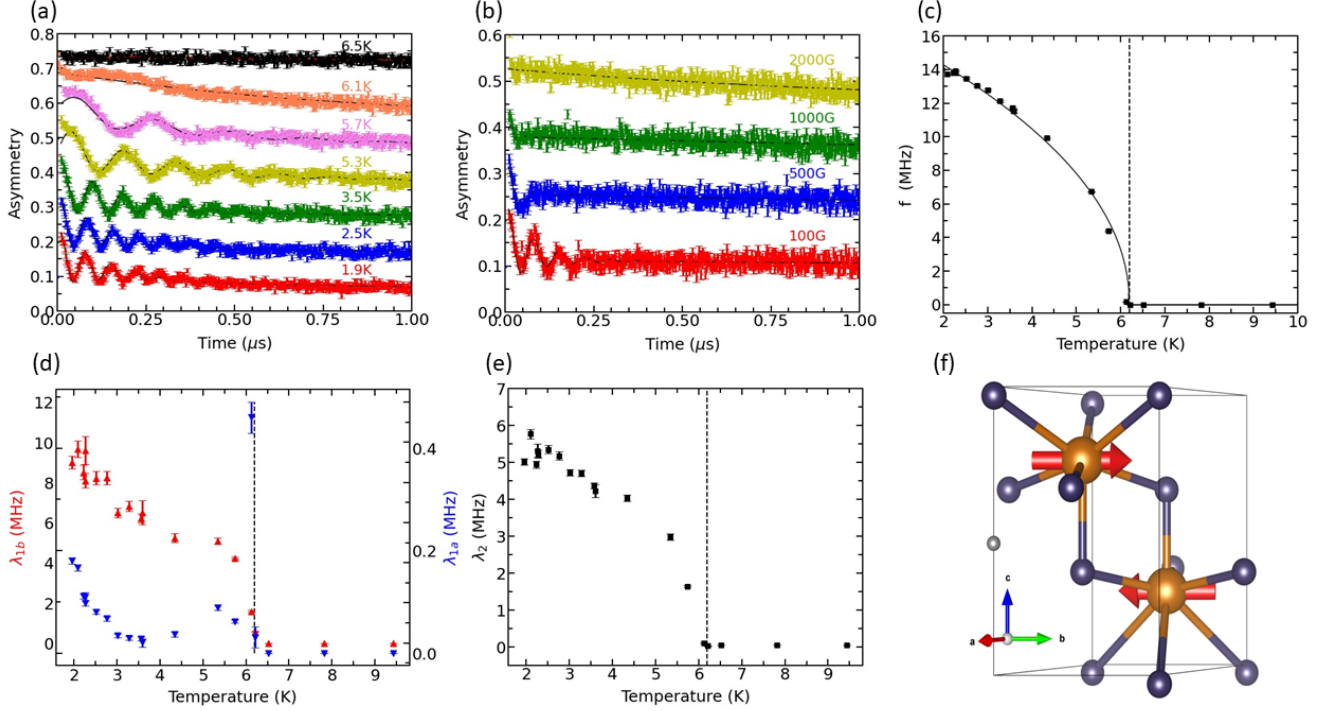 (a)
0.8
0.7
0.6
0.5
0.4
0.3
0.2
0.1
0.0
0.00
0.25
0.50
0.75
1.00
Asymmetry
Time (μs)
6.5K
6.1K
5.7K
5.3K
3.5K
2.5K
1.9K
(b)
0.6
0.5
0.4
0.3
0.2
0.1
0.0
0.00
0.25
0.50
0.75
1.00
Asymmetry
Time (μs)
2000G
1000G
500G
100G
(c)
16
14
12
10
8
6
4
2
0
2 3 4 5 6 7 8 9 10
f (MHz)
Temperature (K)
(d)
12
10
8
6
4
2
0
2 3 4 5 6 7 8 9
λ1b (MHz)
0.4
0.2
0.0
λ1a (MHz)
Temperature (K)
(e)
7
6
5
4
3
2
1
0
2 3 4 5 6 7 8 9
λ2 (MHz)
Temperature (K)
(f)
c
a
b